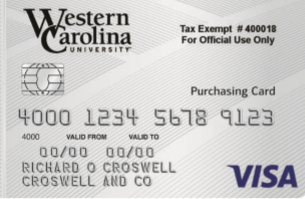 Western
Carolina
UNIVERSITY
Tax Exempt # 400018
For Official Use Only
Purchasing Card
4000 1234 5678 9123
4000 VALID FROM VALID TO
00/00 00/00
RICHARD O CROSWELL
CROSWELL AND CO
VISA